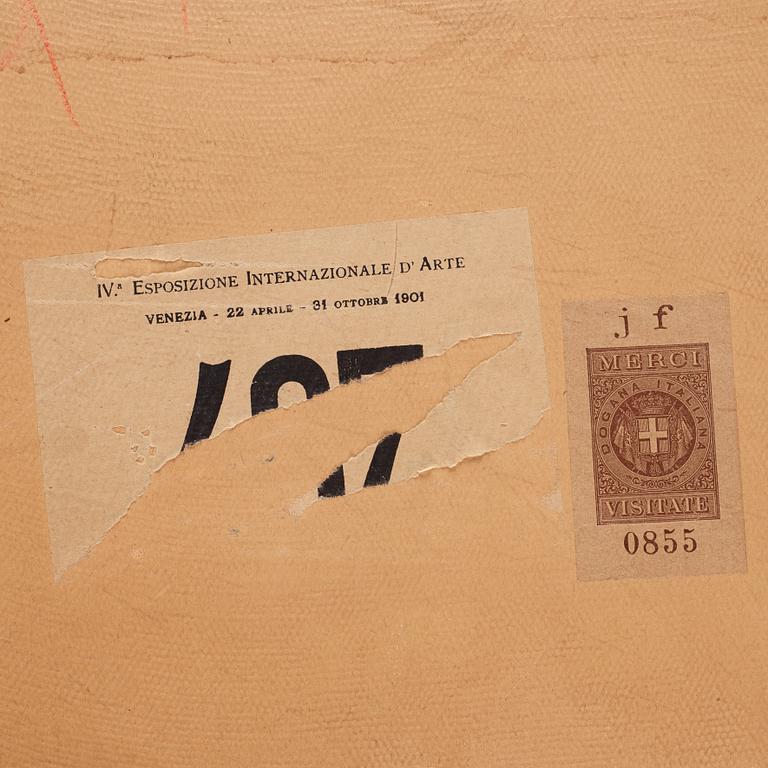 IV.ª ESPOSIZIONE INTERNAZIONALE D' ARTE
VENEZIA - 22 APRILE - 31 OTTOBRE 1901
j f
MERCI
DOGANA ITALIANA
VISITATE
0855